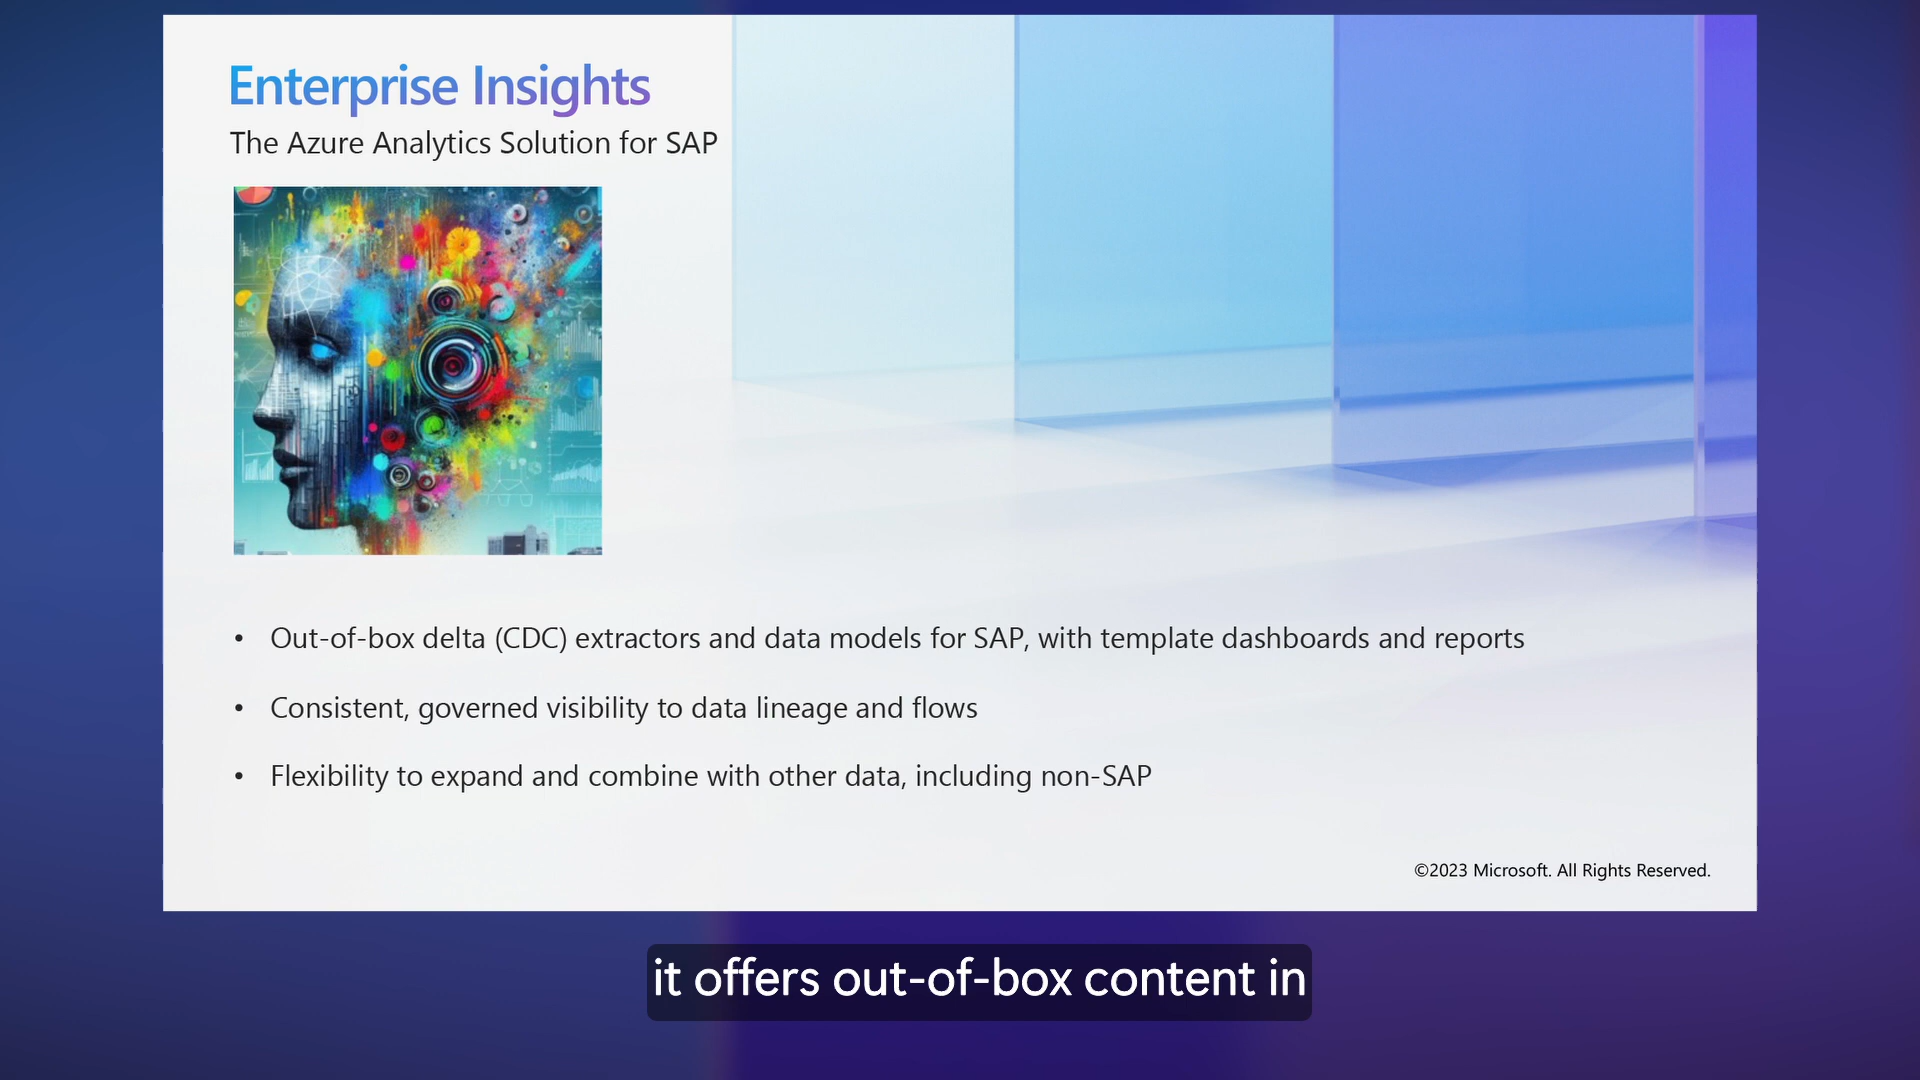 Enterprise Insights
The Azure Analytics Solution for SAP
• Out-of-box delta (CDC) extractors and data models for SAP, with template dashboards and reports
• Consistent, governed visibility to data lineage and flows
• Flexibility to expand and combine with other data, including non-SAP
©2023 Microsoft. All Rights Reserved.
it offers out-of-box content in